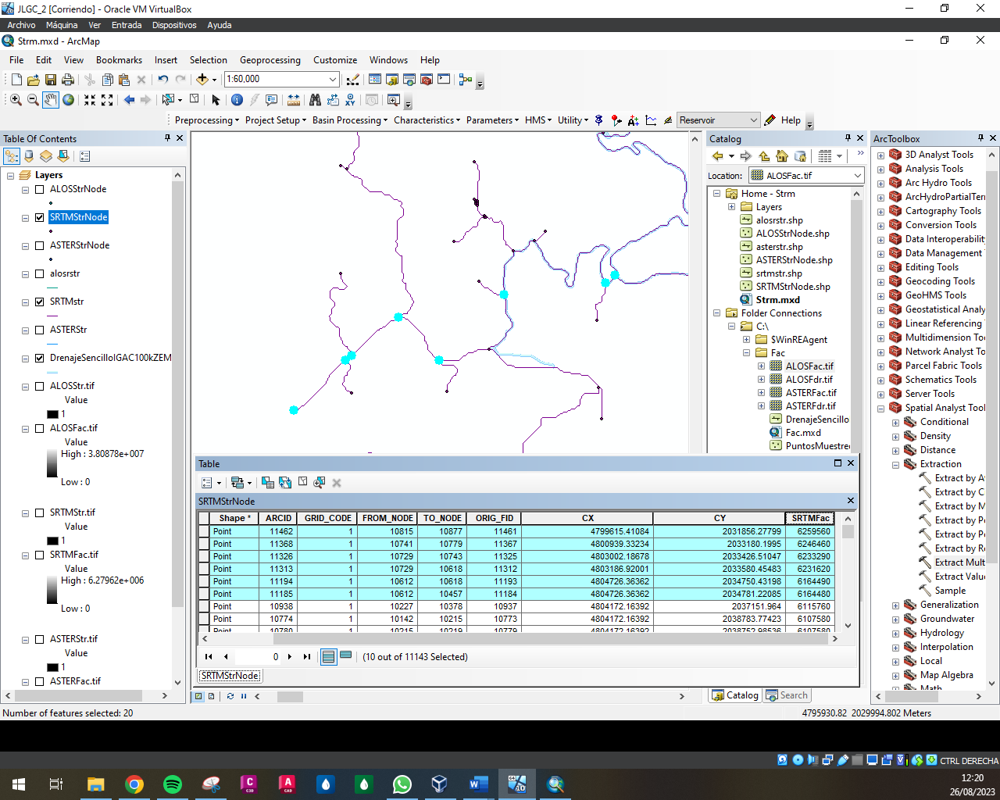 JLGC_2 [Corriendo] - Oracle VM VirtualBox
Archivo Máquina Ver Entrada Dispositivos Ayuda
Strm.mxd - ArcMap
File Edit View Bookmarks Insert Selection Geoprocessing Customize Windows Help
1:60,000
Preprocessing Project Setup Basin Processing Characteristics Parameters HMS Utility Reservoir Help
Table Of Contents
Layers
ALOSStrNode
SRTMStrNode
ASTERStrNode
alosrstr
SRTMstr
ASTERStr
DrenajeSencilloIGAC100kZEM
ALOSStr.tif
Value
1
ALOSFac.tif
Value
High : 3.80878e+007
Low : 0
SRTMStr.tif
Value
1
SRTMFac.tif
Value
High : 6.27962e+006
Low : 0
ASTERStr.tif
Value
1
ASTERFac.tif
Catalog
Location: ALOSFac.tif
Home - Strm
Layers
alosrstr.shp
ALOSStrNode.shp
asterstr.shp
ASTERStrNode.shp
srtmstr.shp
SRTMStrNode.shp
Strm.mxd
Folder Connections
C:\
$WinREAgent
Fac
ALOSFac.tif
ALOSFdr.tif
ASTERFac.tif
ASTERFdr.tif
DrenajeSencillo
Fac.mxd
PuntosMuestre
Catalog Search
ArcToolbox
3D Analyst Tools
Analysis Tools
Arc Hydro Tools
ArcHydroPartialTer
Cartography Tools
Conversion Tools
Data Interoperability
Data Management
Editing Tools
Geocoding Tools
GeoHMS Tools
Geostatistical Analy
Linear Referencing
Multidimension Too
Network Analyst To
Parcel Fabric Tools
Schematics Tools
Server Tools
Spatial Analyst Tool
Conditional
Density
Distance
Extraction
Extract by A
Extract by C
Extract by M
Extract by P
Extract by Po
Extract by Re
Extract Mult
Extract Value
Sample
Generalization
Groundwater
Hydrology
Interpolation
Local
Map Algebra
Math
Table
SRTMStrNode
Shape * ARCID GRID_CODE FROM_NODE TO_NODE ORIG_FID CX CY SRTMFac
Point 11462 1 10815 10877 11461 4799615.41084 2031856.27799 6259560
Point 11368 1 10741 10779 11367 4800939.33234 2033180.1995 6246460
Point 11326 1 10729 10743 11325 4803002.18678 2033426.51047 6233290
Point 11313 1 10729 10618 11312 4803186.92001 2033580.45483 6231620
Point 11194 1 10612 10618 11193 4804726.36362 2034750.43198 6164490
Point 11185 1 10612 10457 11184 4804726.36362 2034781.22085 6164480
Point 10938 1 10227 10378 10937 4804172.16392 2037151.964 6115760
Point 10774 1 10142 10215 10773 4804172.16392 2038783.77423 6107580
Point 10780 1 10215 10219 10779 4804172.16392 2038752.98536 6107580
0 (10 out of 11143 Selected)
SRTMStrNode
Number of features selected: 20
4795930.82 2029994.802 Meters
CTRL DERECHA
12:20
26/08/2023